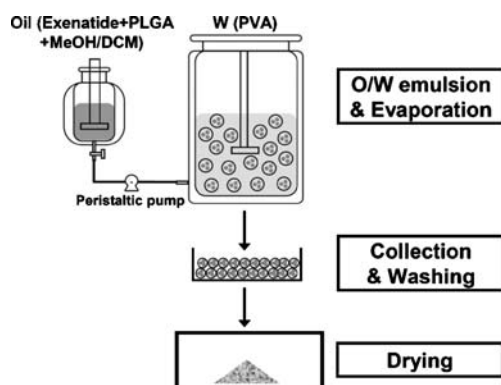 Oil (Exenatide+PLGA
+MeOH/DCM)
W (PVA)
O/W emulsion
& Evaporation
Peristaltic pump
Collection
& Washing
Drying